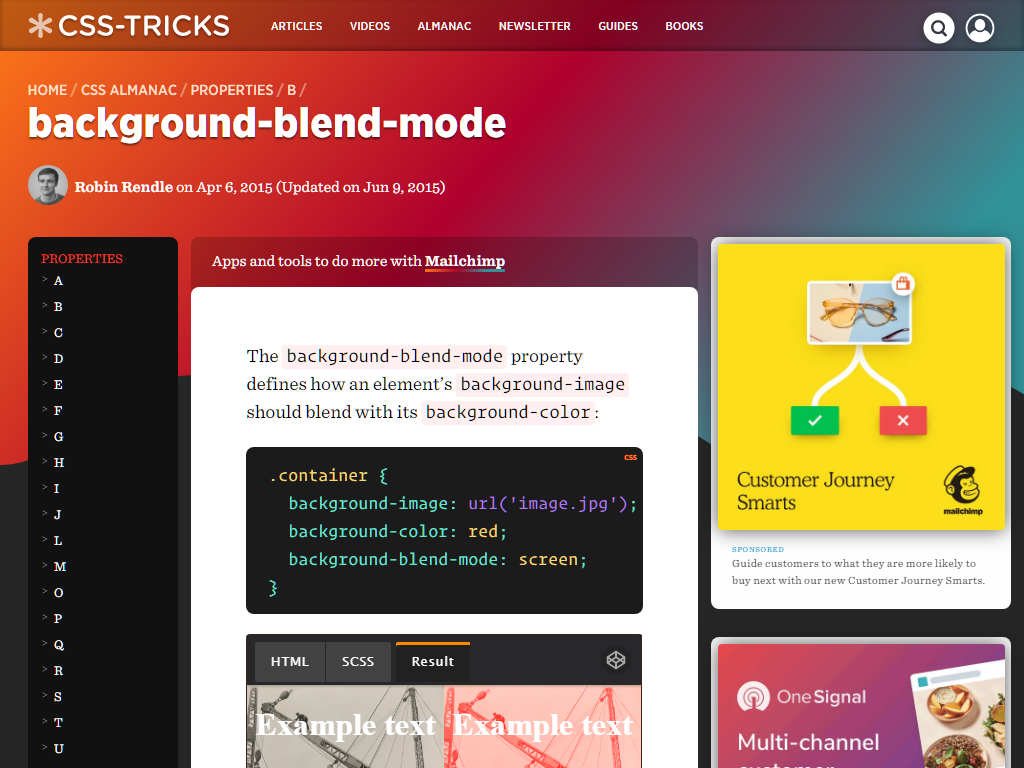 CSS-TRICKS
ARTICLES VIDEOS ALMANAC NEWSLETTER GUIDES BOOKS
HOME / CSS ALMANAC / PROPERTIES / B /
background-blend-mode
Robin Rendle on Apr 6, 2015 (Updated on Jun 9, 2015)
PROPERTIES
> A
> B
> C
> D
> E
> F
> G
> H
> I
> J
> L
> M
> O
> P
> Q
> R
> S
> T
> U
Apps and tools to do more with Mailchimp
The background-blend-mode property
defines how an element’s background-image
should blend with its background-color:
CSS
.container {
background-image: url('image.jpg');
background-color: red;
background-blend-mode: screen;
}
HTML SCSS Result
Example text Example text
Customer Journey
Smarts
mailchimp
SPONSORED
Guide customers to what they are more likely to
buy next with our new Customer Journey Smarts.
OneSignal
Multi-channel
customer